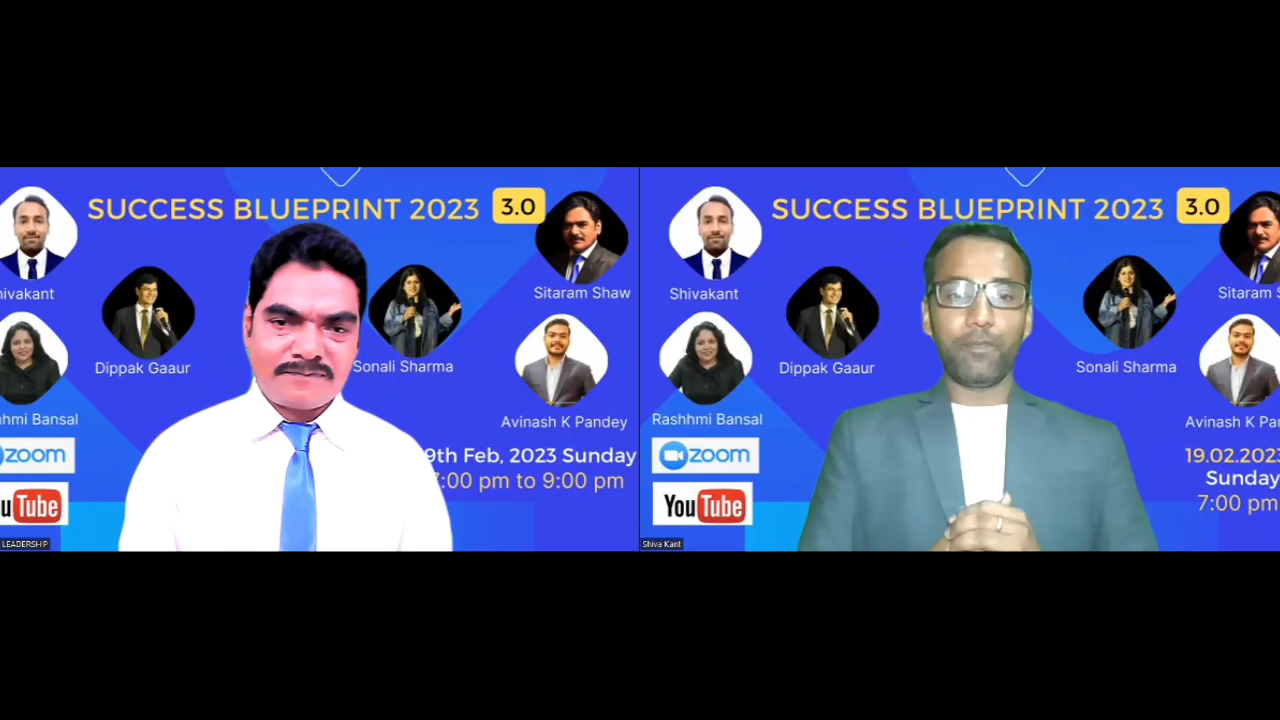 SUCCESS BLUEPRINT 2023 3.0
hivakant
Sitaram Shaw
Dippak Gaaur
Sonali Sharma
hmi Bansal
Avinash K Pandey
zoom
9th Feb, 2023 Sunday
:00 pm to 9:00 pm
uTube
LEADERSHIP
SUCCESS BLUEPRINT 2023 3.0
Shivakant
Sitaram S
Dippak Gaaur
Sonali Sharma
Rashhmi Bansal
Avinash K Pan
zoom
19.02.2023
Sunday
7:00 pm
YouTube
Shiva Kant